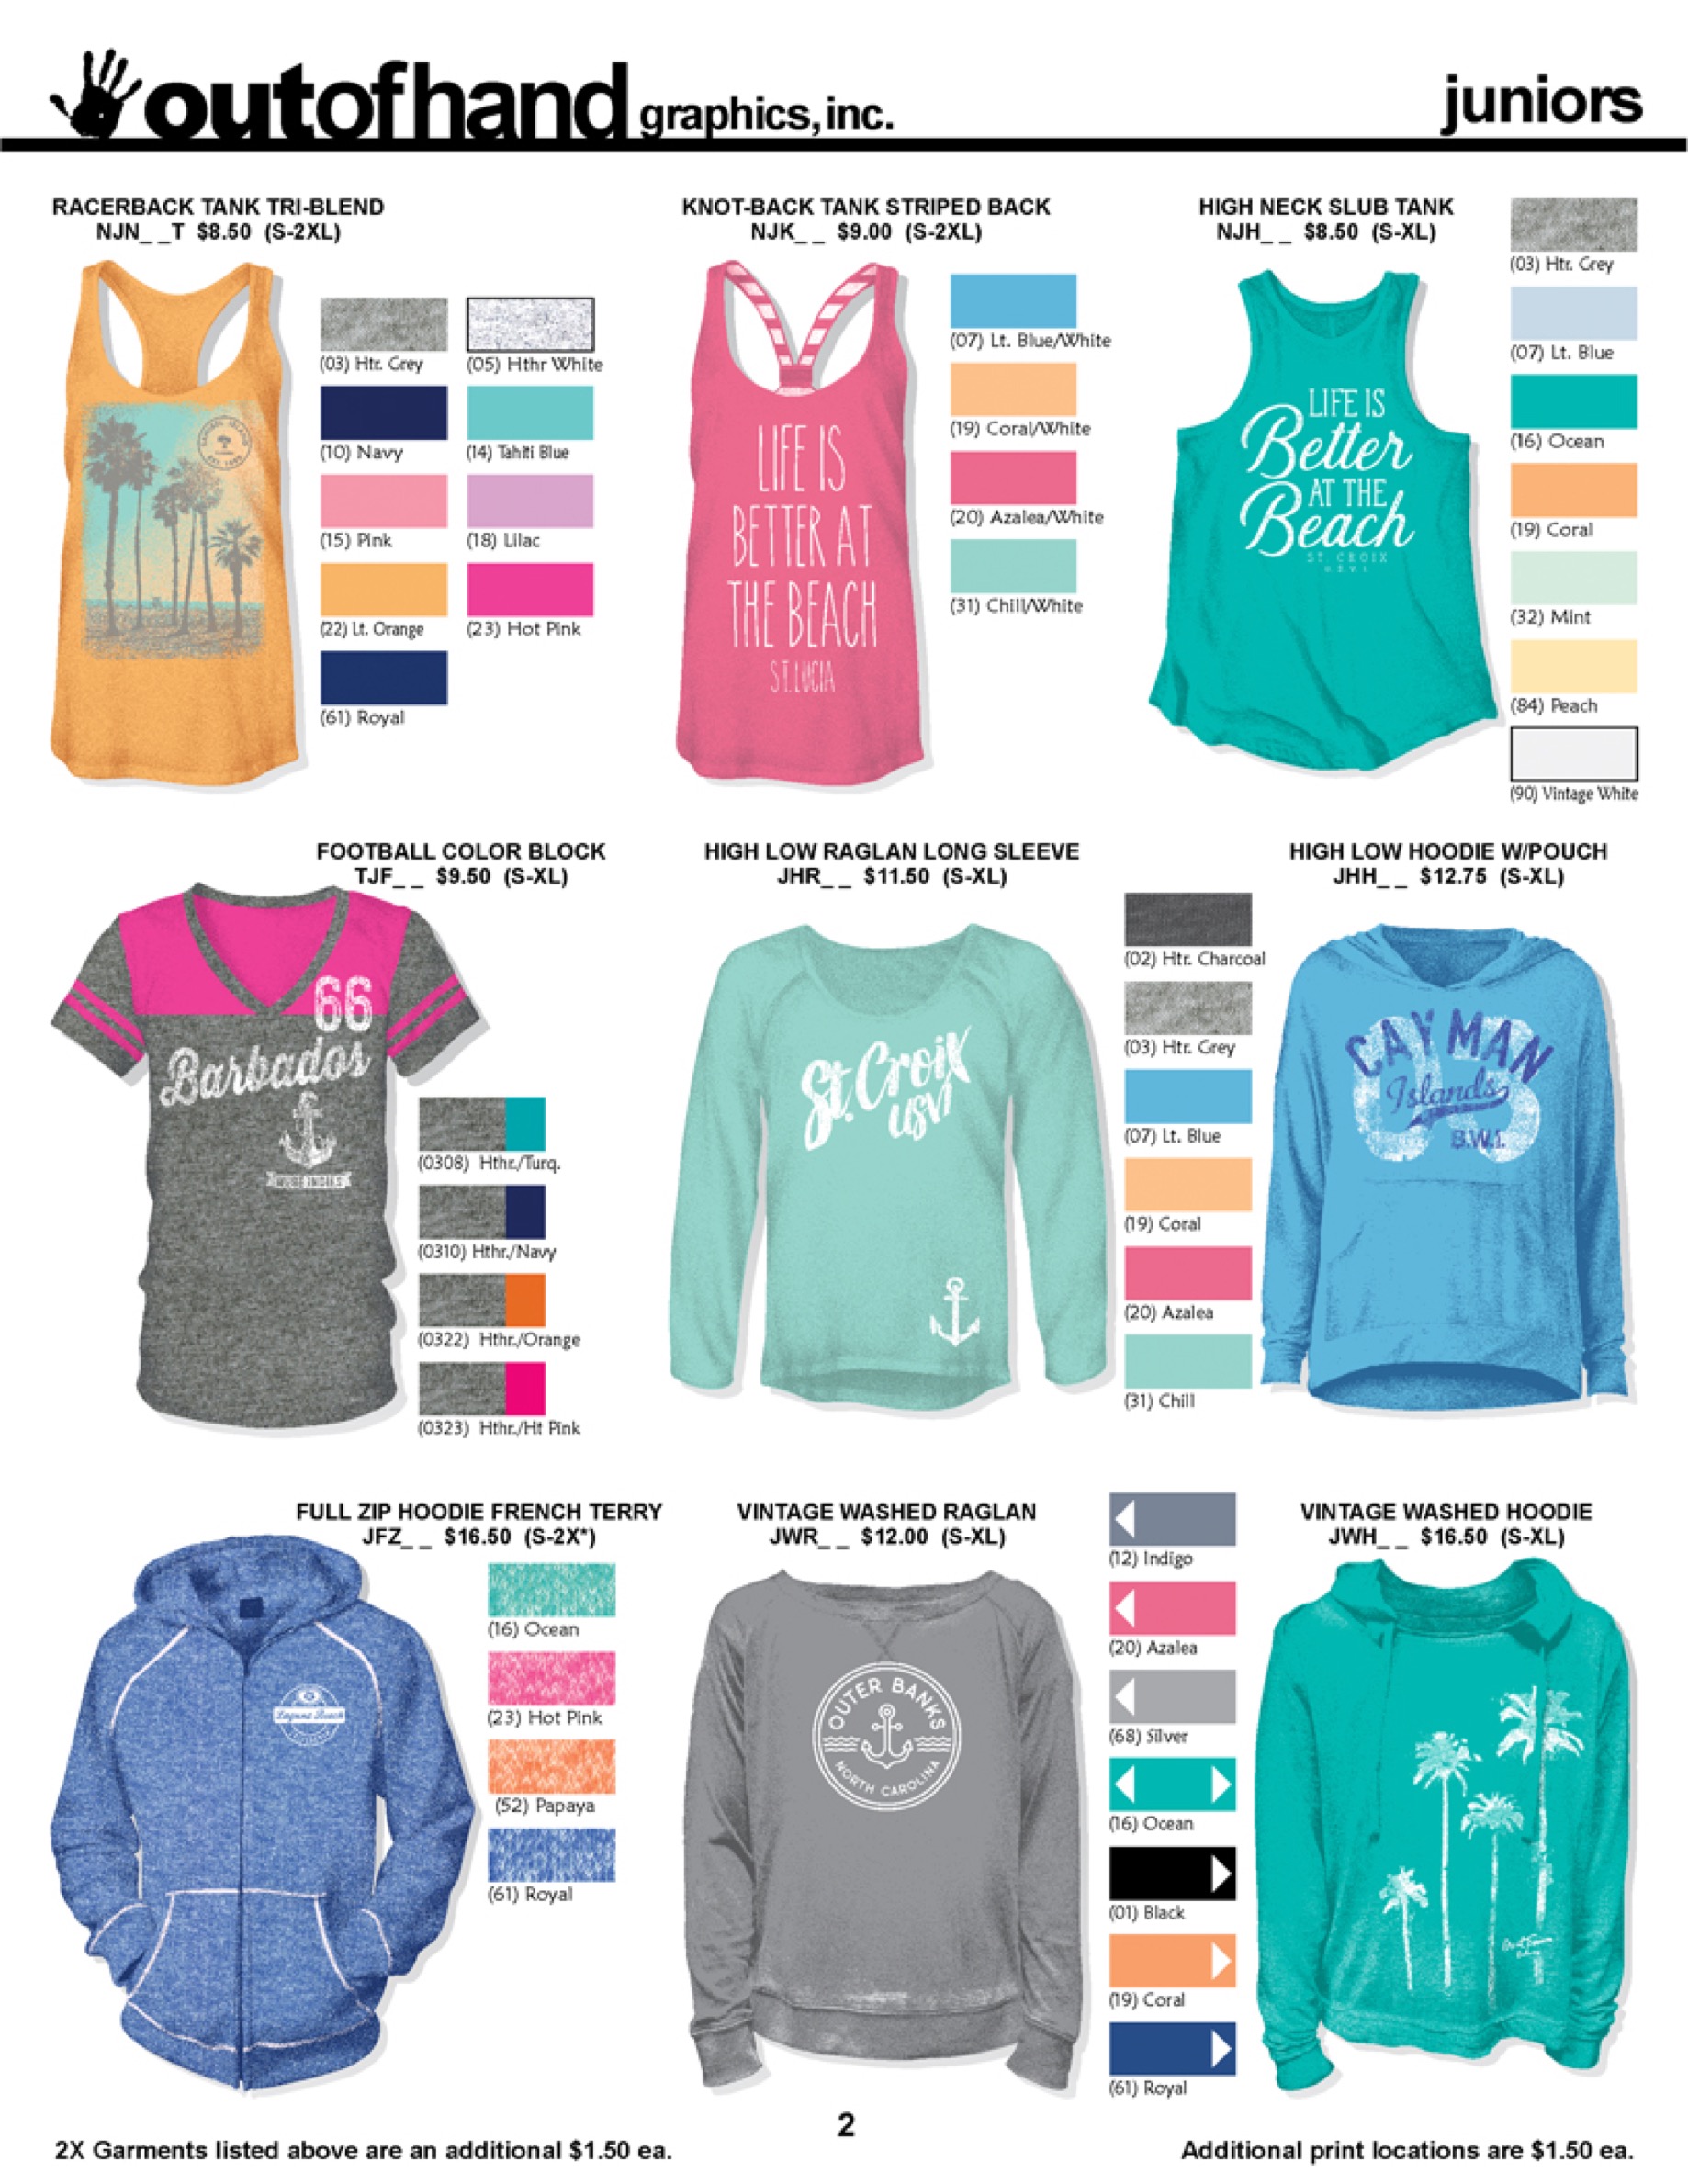 outofhand graphics, inc.
juniors
RACERBACK TANK TRI-BLEND
NJN_ _T $8.50 (S-2XL)
(03) Htr. Grey
(05) Hthr White
(10) Navy
(14) Tahiti Blue
(15) Pink
(18) Lilac
(22) Lt. Orange
(23) Hot Pink
(61) Royal
KNOT-BACK TANK STRIPED BACK
NJK_ _ $9.00 (S-2XL)
LIFE IS
BETTER AT
THE BEACH
ST. LUCIA
(07) Lt. Blue/White
(19) Coral/White
(20) Azalea/White
(31) Chill/White
HIGH NECK SLUB TANK
NJH_ _ $8.50 (S-XL)
LIFE IS
Better
AT THE
Beach
ST. CROIX
U.S.V.I.
(03) Htr. Grey
(07) Lt. Blue
(16) Ocean
(19) Coral
(32) Mint
(84) Peach
(90) Vintage White
FOOTBALL COLOR BLOCK
TJF_ _ $9.50 (S-XL)
66
Barbados
(0308) Hthr./Turq.
(0310) Hthr./Navy
(0322) Hthr./Orange
(0323) Hthr./Ht Pink
HIGH LOW RAGLAN LONG SLEEVE
JHR_ _ $11.50 (S-XL)
St. Croix
USVI
(02) Htr. Charcoal
(03) Htr. Grey
(07) Lt. Blue
(19) Coral
(20) Azalea
(31) Chill
HIGH LOW HOODIE W/POUCH
JHH_ _ $12.75 (S-XL)
CAYMAN
Islands
B.W.I.
FULL ZIP HOODIE FRENCH TERRY
JFZ_ _ $16.50 (S-2X*)
Laguna Beach
(16) Ocean
(23) Hot Pink
(52) Papaya
(61) Royal
VINTAGE WASHED RAGLAN
JWR_ _ $12.00 (S-XL)
OUTER BANKS
NORTH CAROLINA
(12) Indigo
(20) Azalea
(68) Silver
(16) Ocean
(01) Black
(19) Coral
(61) Royal
VINTAGE WASHED HOODIE
JWH_ _ $16.50 (S-XL)
2X Garments listed above are an additional $1.50 ea.
2
Additional print locations are $1.50 ea.